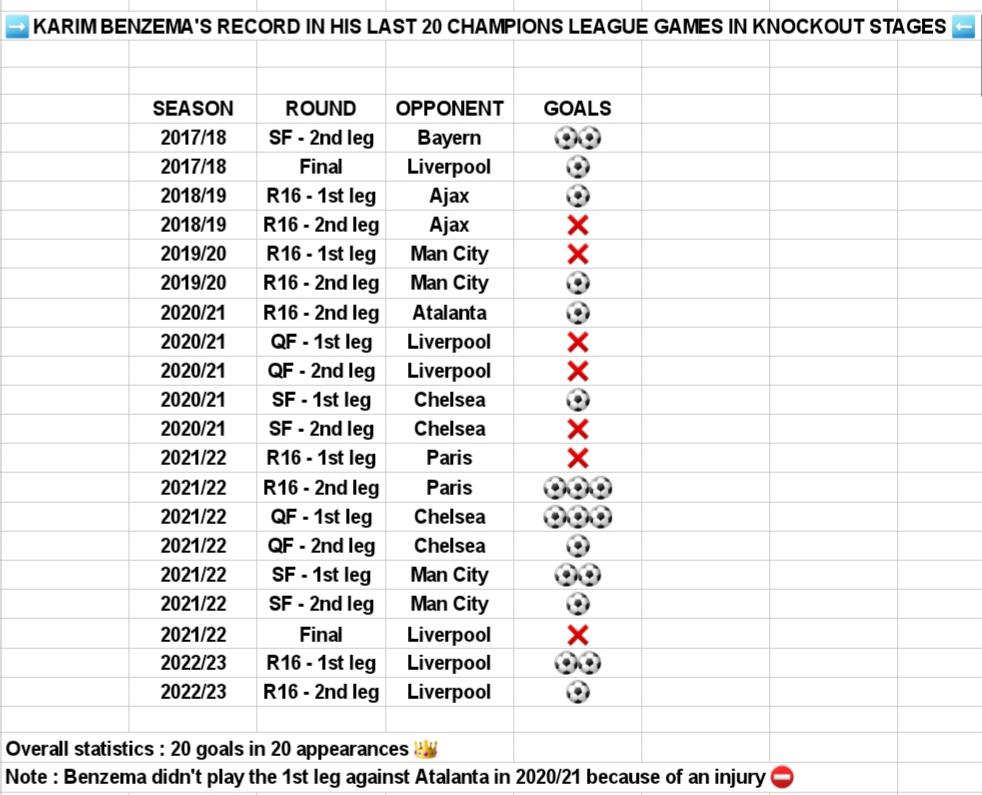 ➡️ KARIM BENZEMA'S RECORD IN HIS LAST 20 CHAMPIONS LEAGUE GAMES IN KNOCKOUT STAGES ⬅️
SEASON ROUND OPPONENT GOALS
2017/18 SF - 2nd leg Bayern ⚽⚽
2017/18 Final Liverpool ⚽
2018/19 R16 - 1st leg Ajax ⚽
2018/19 R16 - 2nd leg Ajax ❌
2019/20 R16 - 1st leg Man City ❌
2019/20 R16 - 2nd leg Man City ⚽
2020/21 R16 - 2nd leg Atalanta ⚽
2020/21 QF - 1st leg Liverpool ❌
2020/21 QF - 2nd leg Liverpool ❌
2020/21 SF - 1st leg Chelsea ⚽
2020/21 SF - 2nd leg Chelsea ❌
2021/22 R16 - 1st leg Paris ❌
2021/22 R16 - 2nd leg Paris ⚽⚽⚽
2021/22 QF - 1st leg Chelsea ⚽⚽⚽
2021/22 QF - 2nd leg Chelsea ⚽
2021/22 SF - 1st leg Man City ⚽⚽
2021/22 SF - 2nd leg Man City ⚽
2021/22 Final Liverpool ❌
2022/23 R16 - 1st leg Liverpool ⚽⚽
2022/23 R16 - 2nd leg Liverpool ⚽
Overall statistics : 20 goals in 20 appearances 👑
Note : Benzema didn't play the 1st leg against Atalanta in 2020/21 because of an injury ⛔